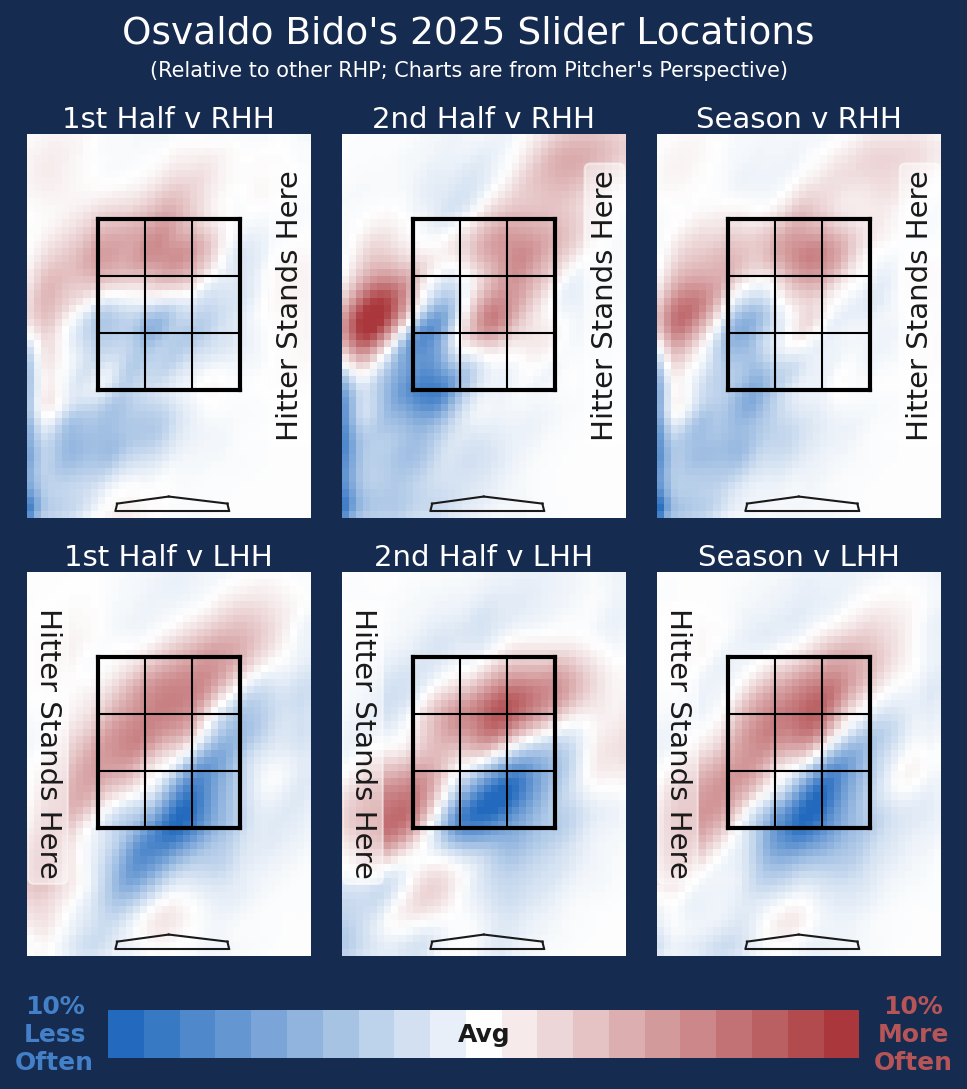 Osvaldo Bido's 2025 Slider Locations
(Relative to other RHP; Charts are from Pitcher's Perspective)
1st Half v RHH
2nd Half v RHH
Season v RHH
Hitter Stands Here
Hitter Stands Here
Hitter Stands Here
1st Half v LHH
2nd Half v LHH
Season v LHH
Hitter Stands Here
Hitter Stands Here
Hitter Stands Here
10%
Less
Often
Avg
10%
More
Often